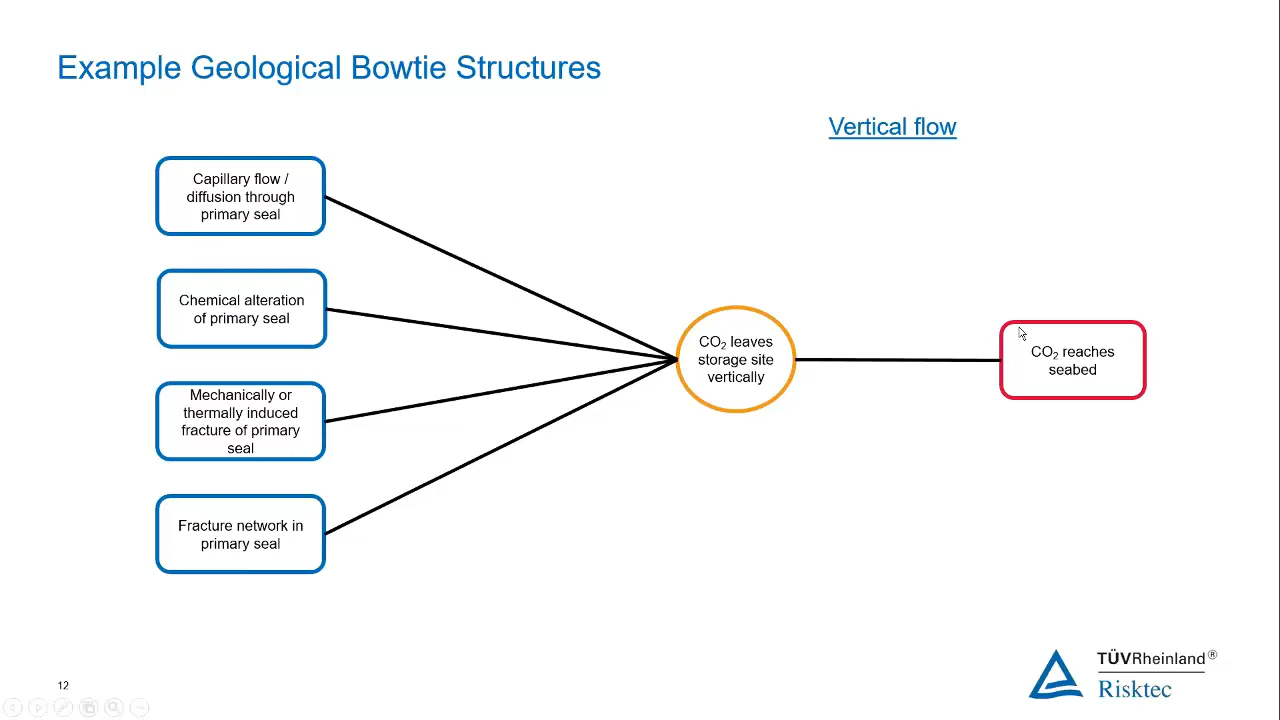 Example Geological Bowtie Structures
Vertical flow
Capillary flow /
diffusion through
primary seal
Chemical alteration
of primary seal
Mechanically or
thermally induced
fracture of primary
seal
Fracture network in
primary seal
CO₂ leaves
storage site
vertically
CO₂ reaches
seabed
12
TÜVRheinland®
Risktec